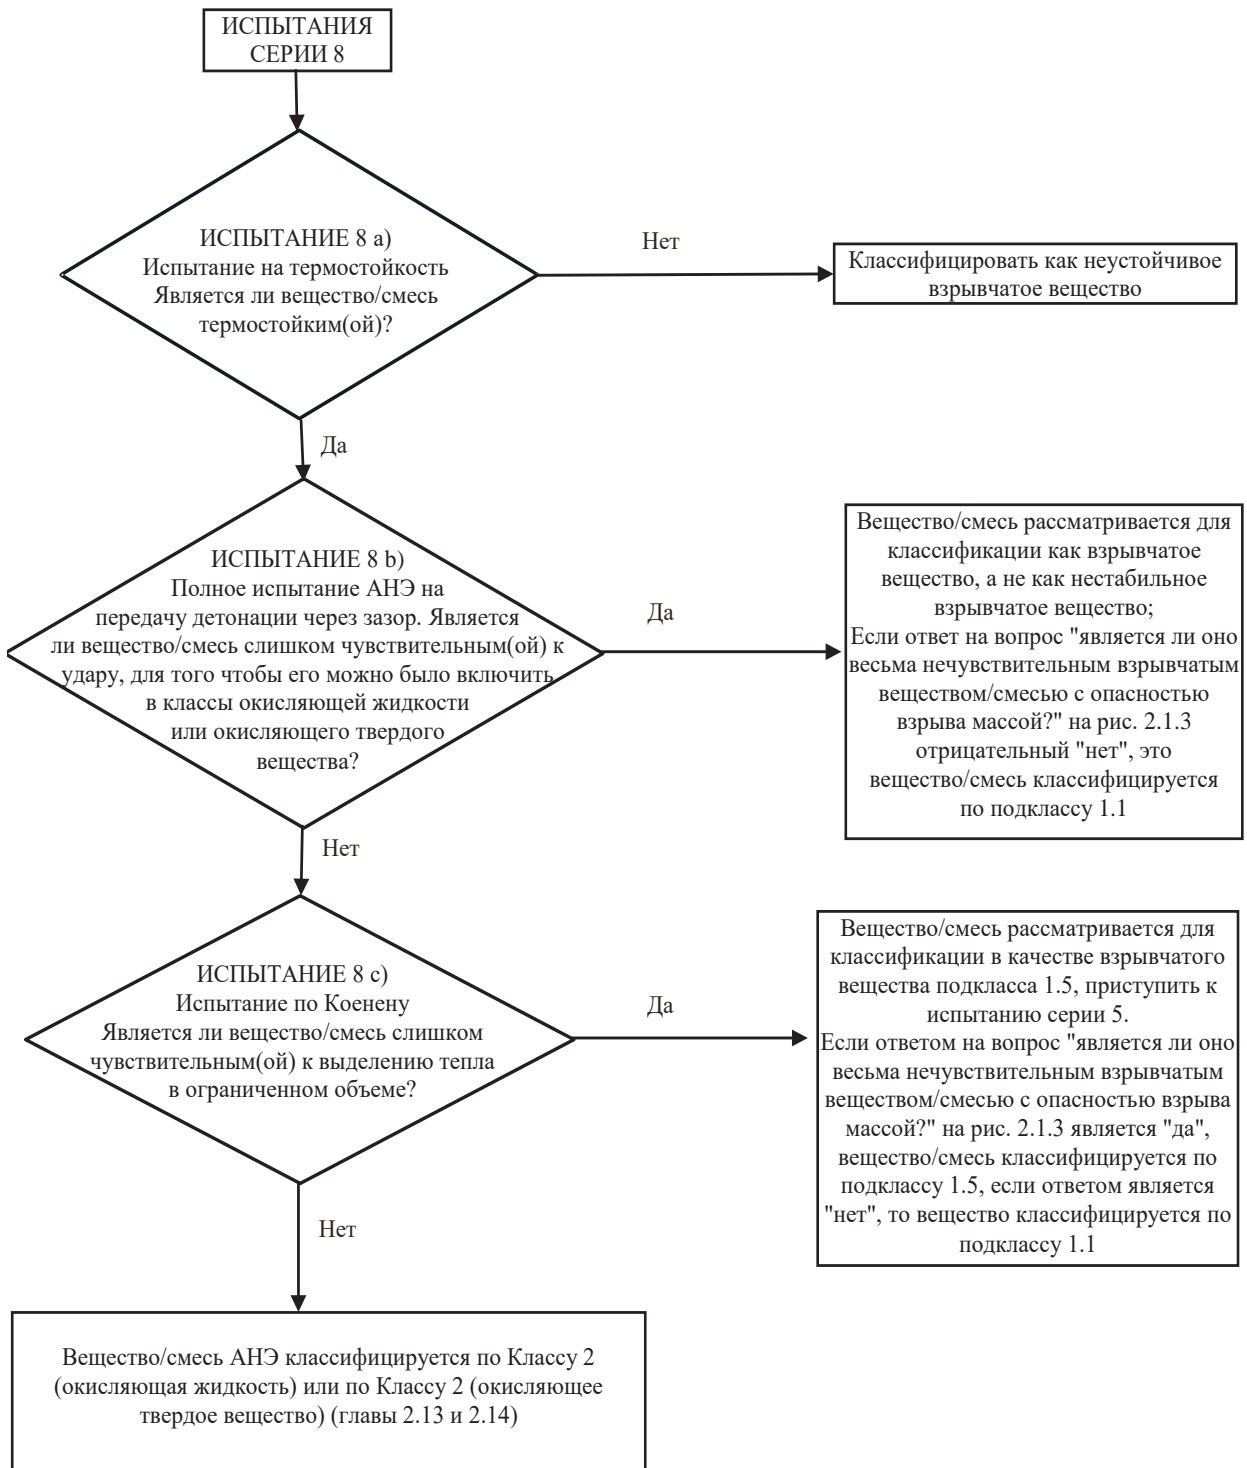 ИСПЫТАНИЯ
СЕРИИ 8
ИСПЫТАНИЕ 8 a)
Испытание на термостойкость
Является ли вещество/смесь
термостойким(ой)?
Нет
Классифицировать как неустойчивое
взрывчатое вещество
Да
ИСПЫТАНИЕ 8 b)
Полное испытание АНЭ на
передачу детонации через зазор. Является
ли вещество/смесь слишком чувствительным(ой) к
удару, для того чтобы его можно было включить
в классы окисляющей жидкости
или окисляющего твердого
вещества?
Да
Вещество/смесь рассматривается для
классификации как взрывчатое
вещество, а не как нестабильное
взрывчатое вещество;
Если ответ на вопрос "является ли оно
весьма нечувствительным взрывчатым
веществом/смесью с опасностью
взрыва массой?" на рис. 2.1.3
отрицательный "нет", это
вещество/смесь классифицируется
по подклассу 1.1
Нет
ИСПЫТАНИЕ 8 c)
Испытание по Коенену
Является ли вещество/смесь слишком
чувствительным(ой) к выделению тепла
в ограниченном объеме?
Да
Вещество/смесь рассматривается для
классификации в качестве взрывчатого
вещества подкласса 1.5, приступить к
испытанию серии 5.
Если ответом на вопрос "является ли оно
весьма нечувствительным взрывчатым
веществом/смесью с опасностью взрыва
массой?" на рис. 2.1.3 является "да",
вещество/смесь классифицируется по
подклассу 1.5, если ответом является
"нет", то вещество классифицируется по
подклассу 1.1
Нет
Вещество/смесь АНЭ классифицируется по Классу 2
(окисляющая жидкость) или по Классу 2 (окисляющее
твердое вещество) (главы 2.13 и 2.14)